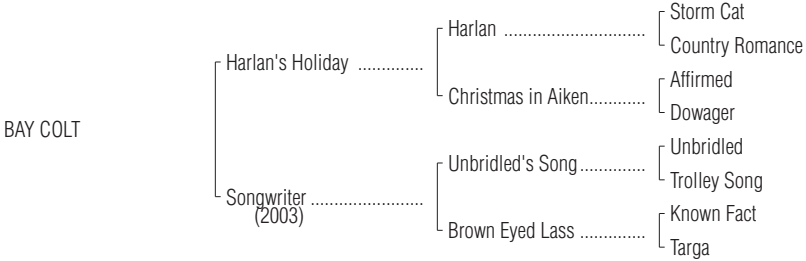 Storm Cat
Harlan ..............................
Country Romance
Harlan's Holiday ..............
Affirmed
Christmas in Aiken............
Dowager
BAY COLT
Unbridled
Unbridled's Song..............
Trolley Song
Songwriter ........................
(2003)
Known Fact
Brown Eyed Lass ..............
Targa